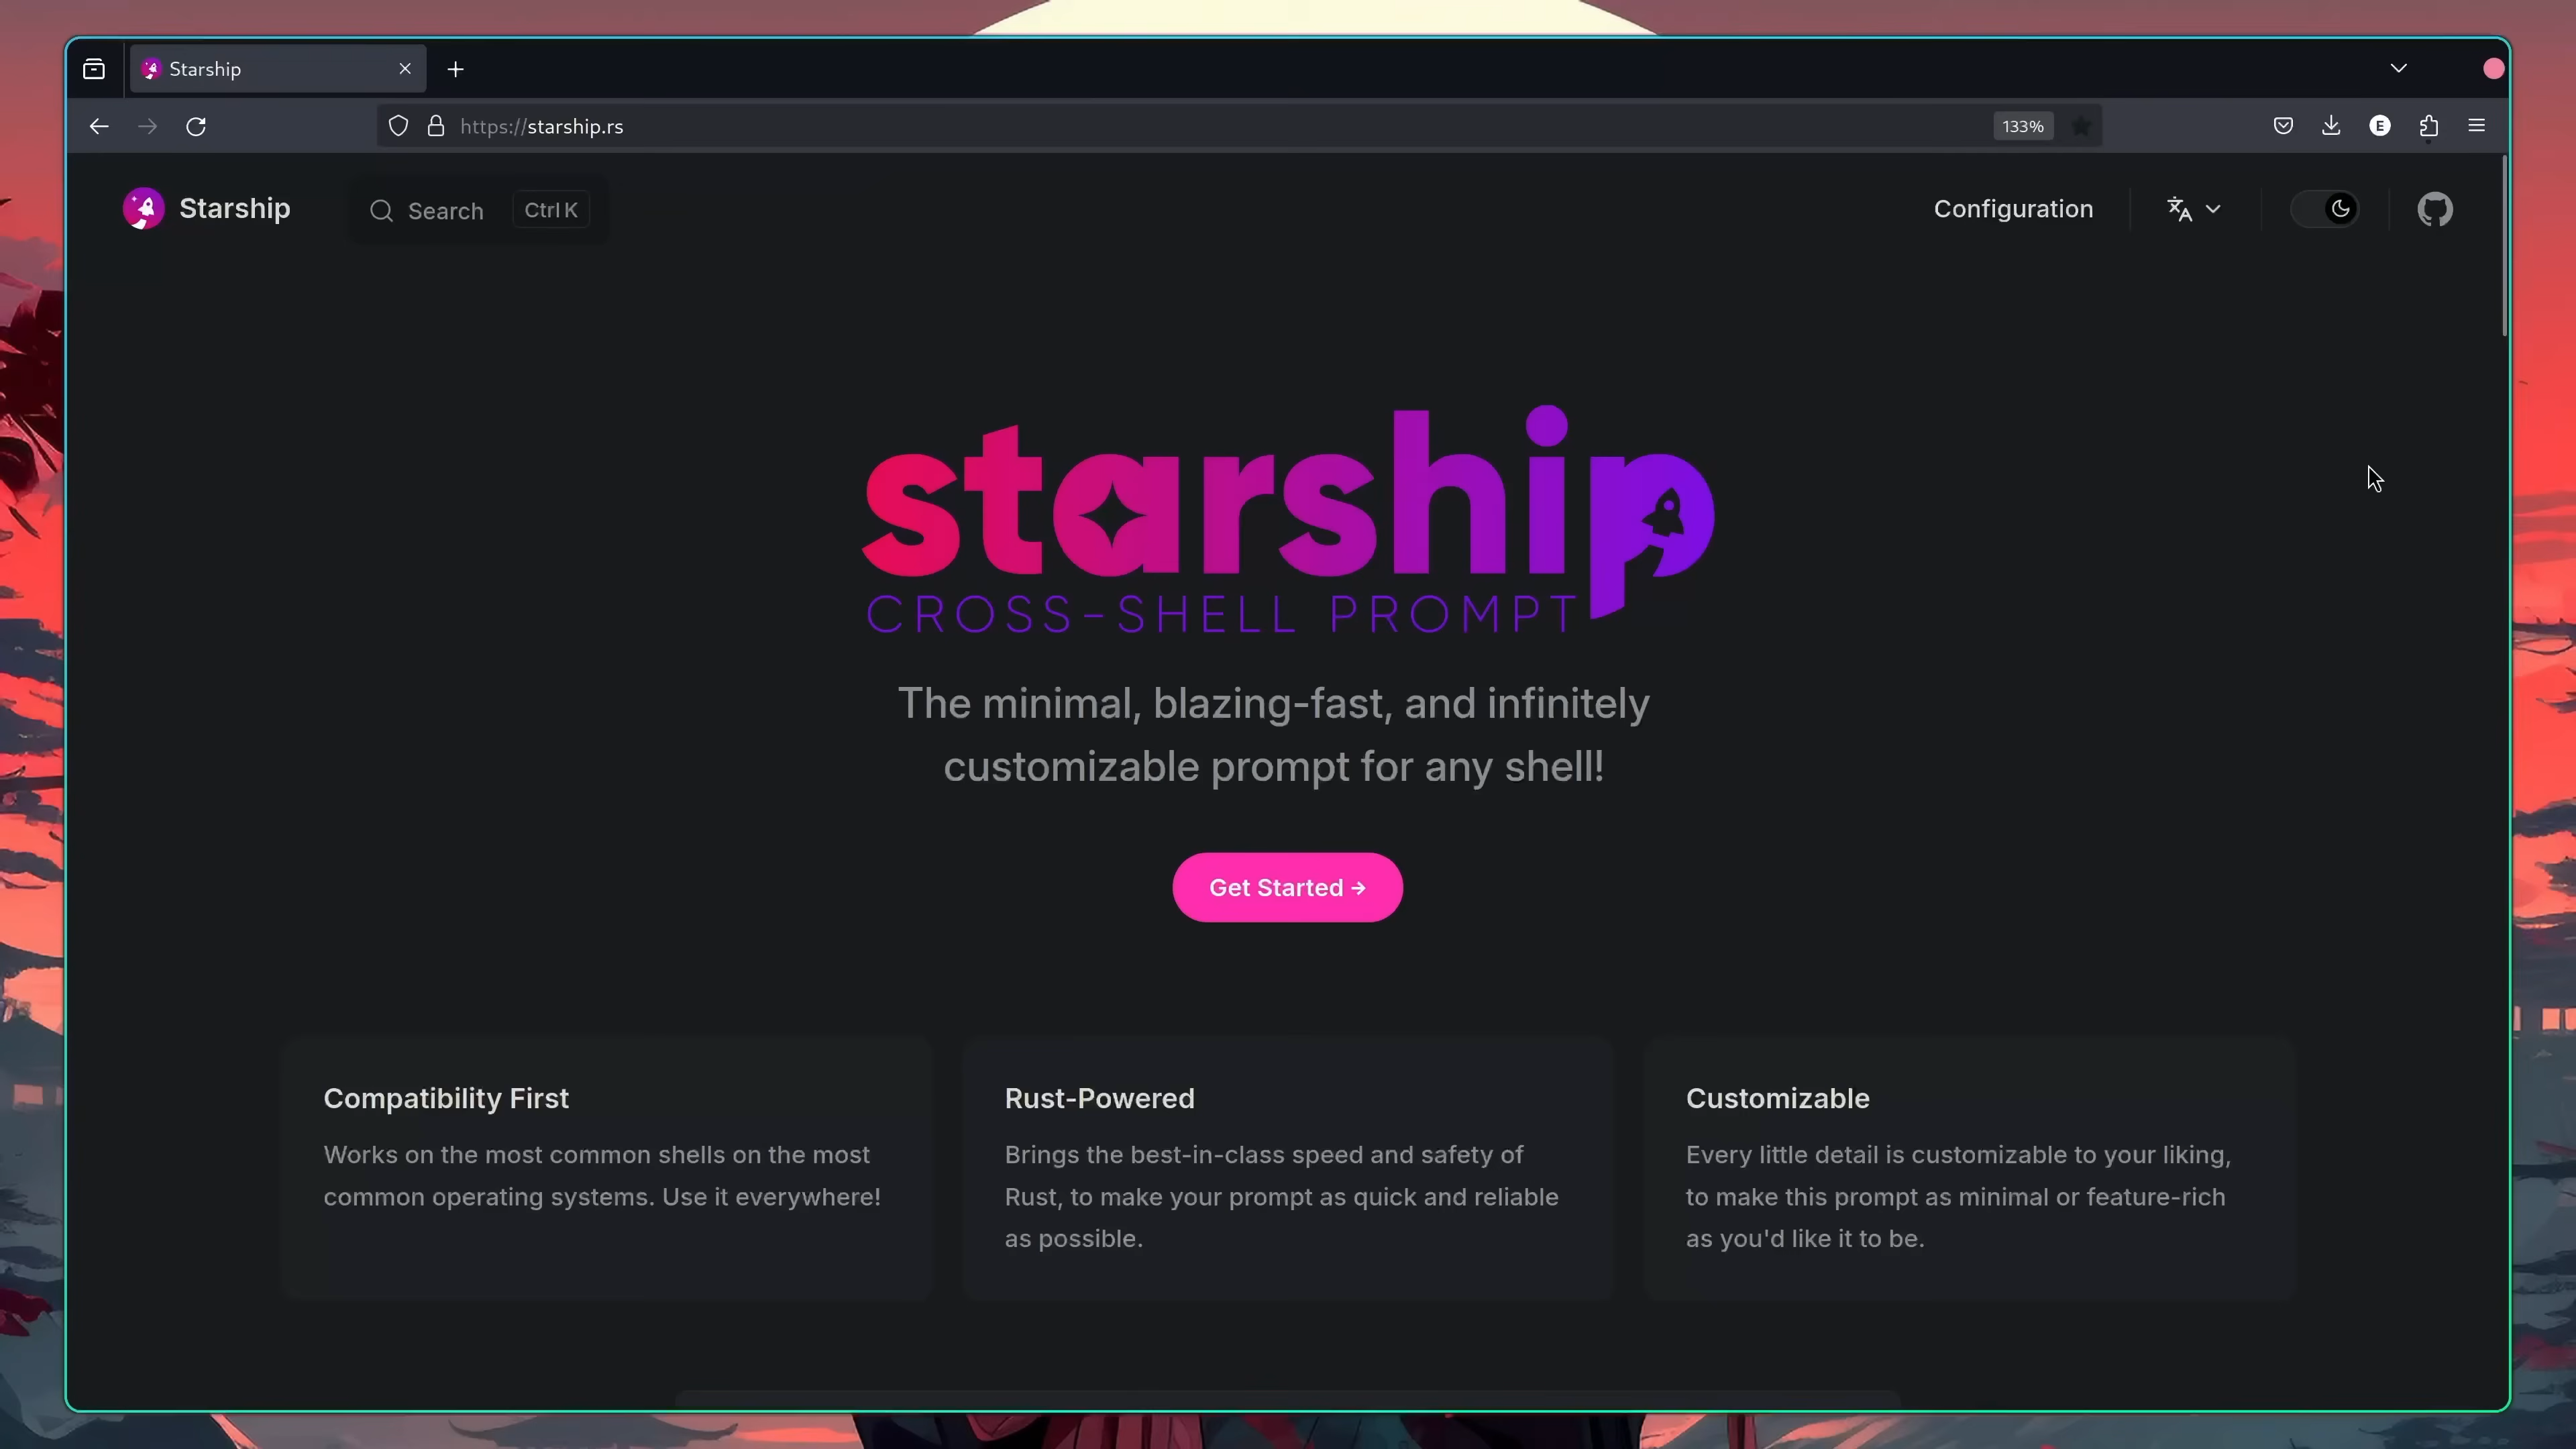 Starship
https://starship.rs
133%
E
Starship
Search
Ctrl K
Configuration
starship
CROSS-SHELL PROMPT
The minimal, blazing-fast, and infinitely
customizable prompt for any shell!
Get Started →
Compatibility First
Works on the most common shells on the most
common operating systems. Use it everywhere!
Rust-Powered
Brings the best-in-class speed and safety of
Rust, to make your prompt as quick and reliable
as possible.
Customizable
Every little detail is customizable to your liking,
to make this prompt as minimal or feature-rich
as you'd like it to be.